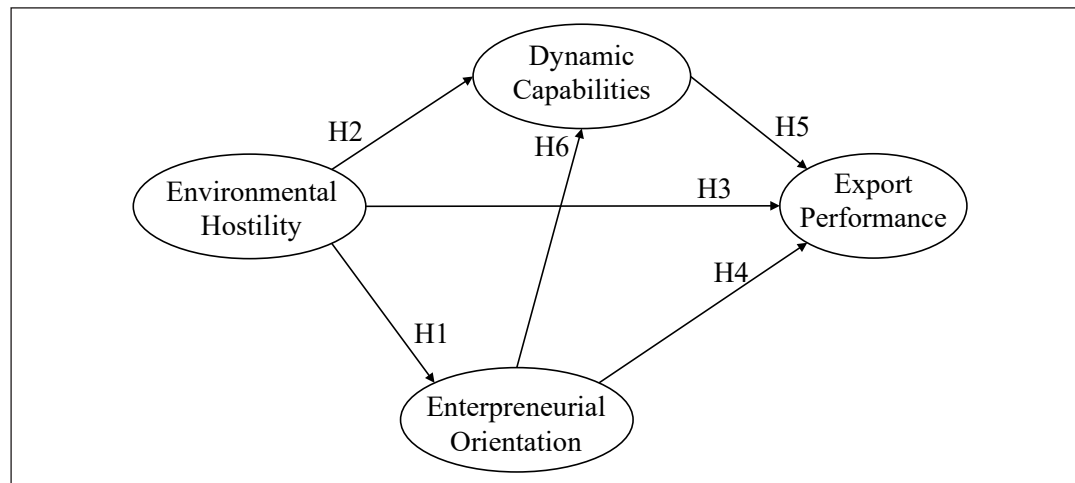 Dynamic
Capabilities
H2
H6
H5
Environmental
Hostility
H3
Export
Performance
H4
H1
Enterpreneurial
Orientation